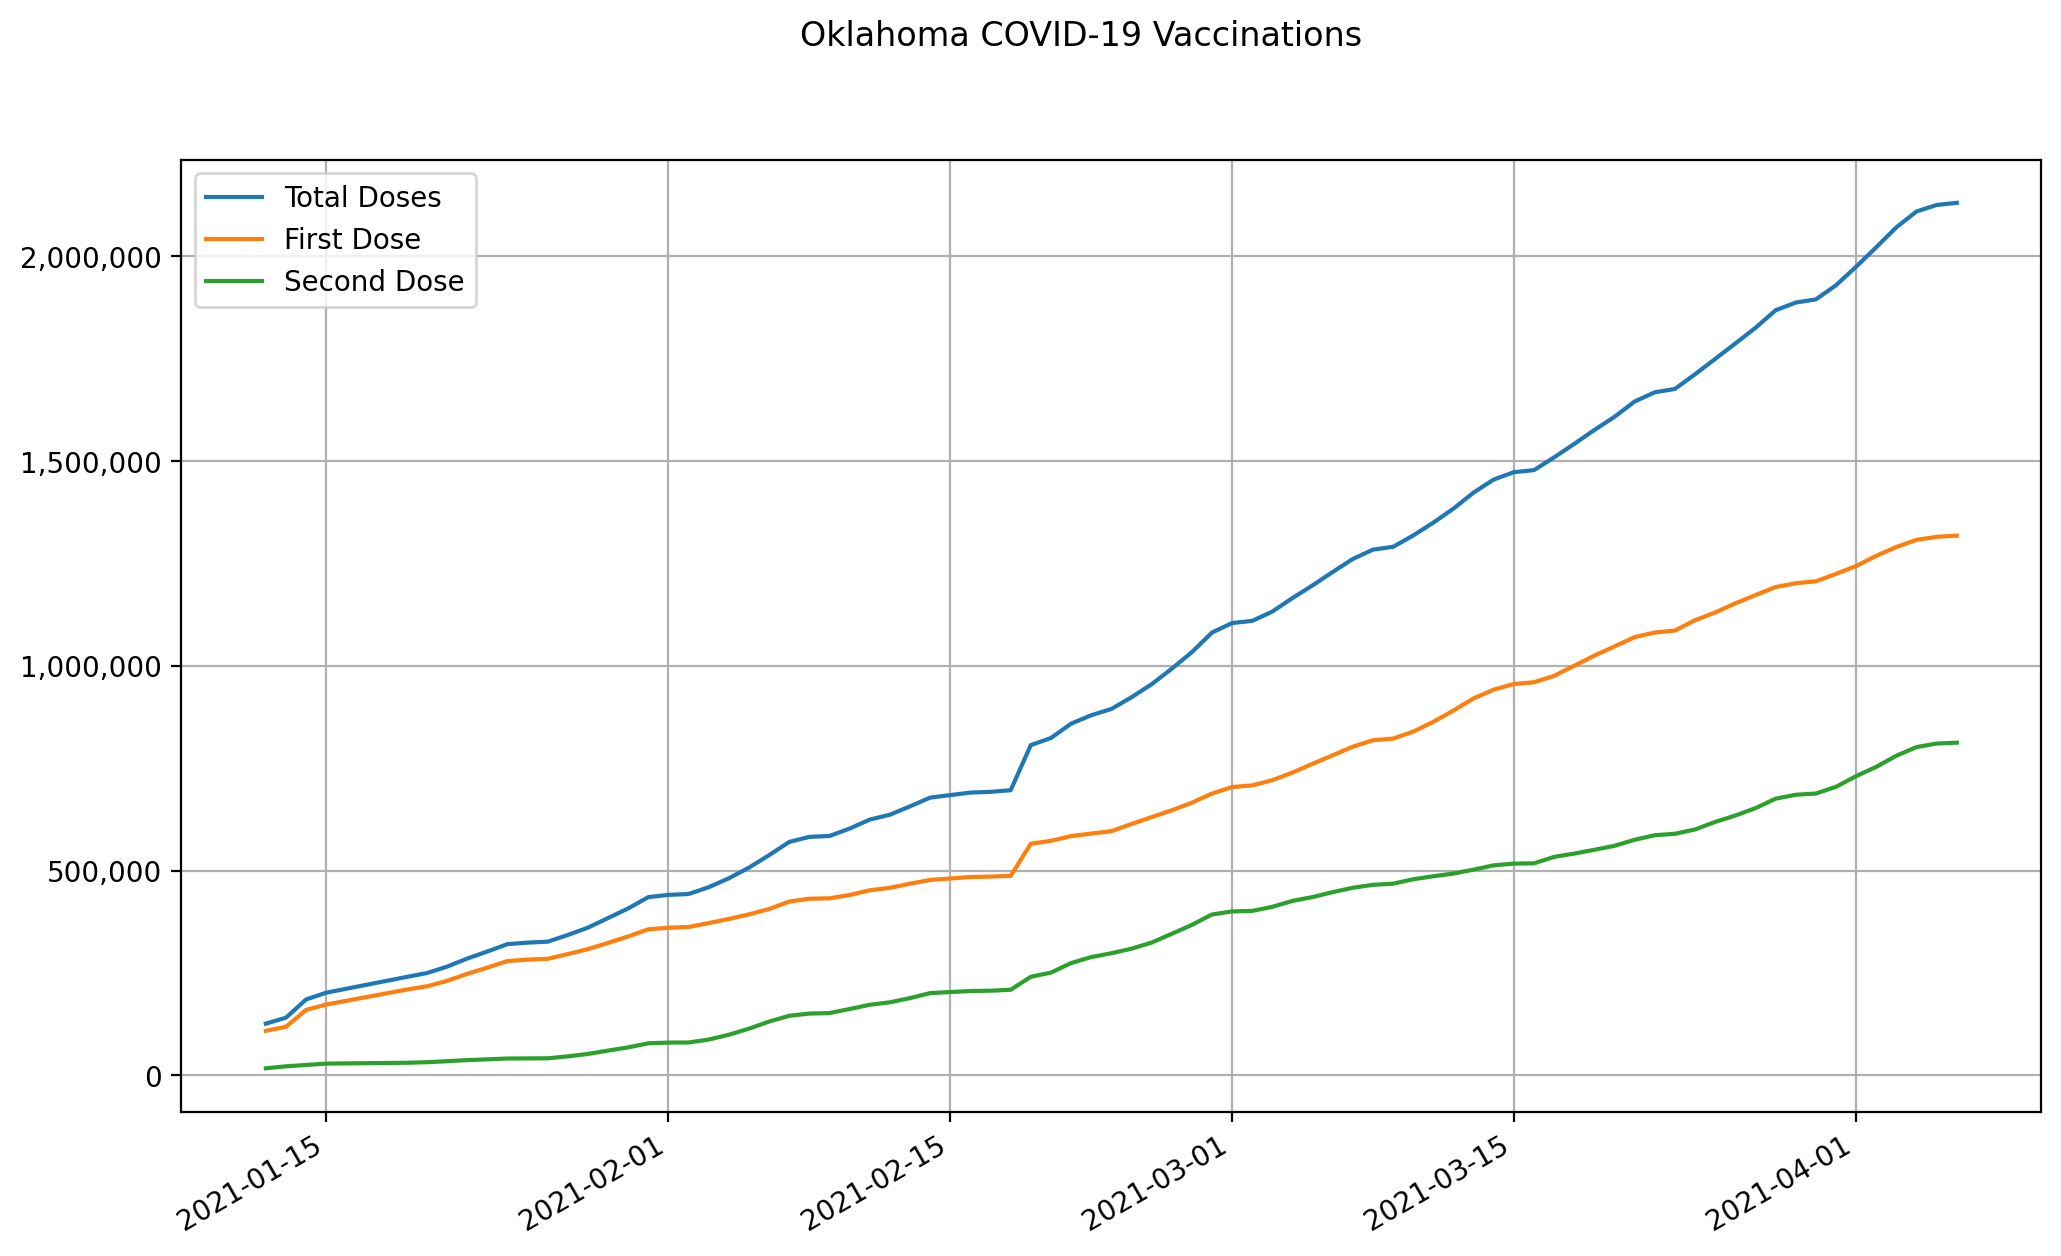 Oklahoma COVID-19 Vaccinations
Total Doses
First Dose
Second Dose
2,000,000
1,500,000
1,000,000
500,000
0
2021-01-15
2021-02-01
2021-02-15
2021-03-01
2021-03-15
2021-04-01